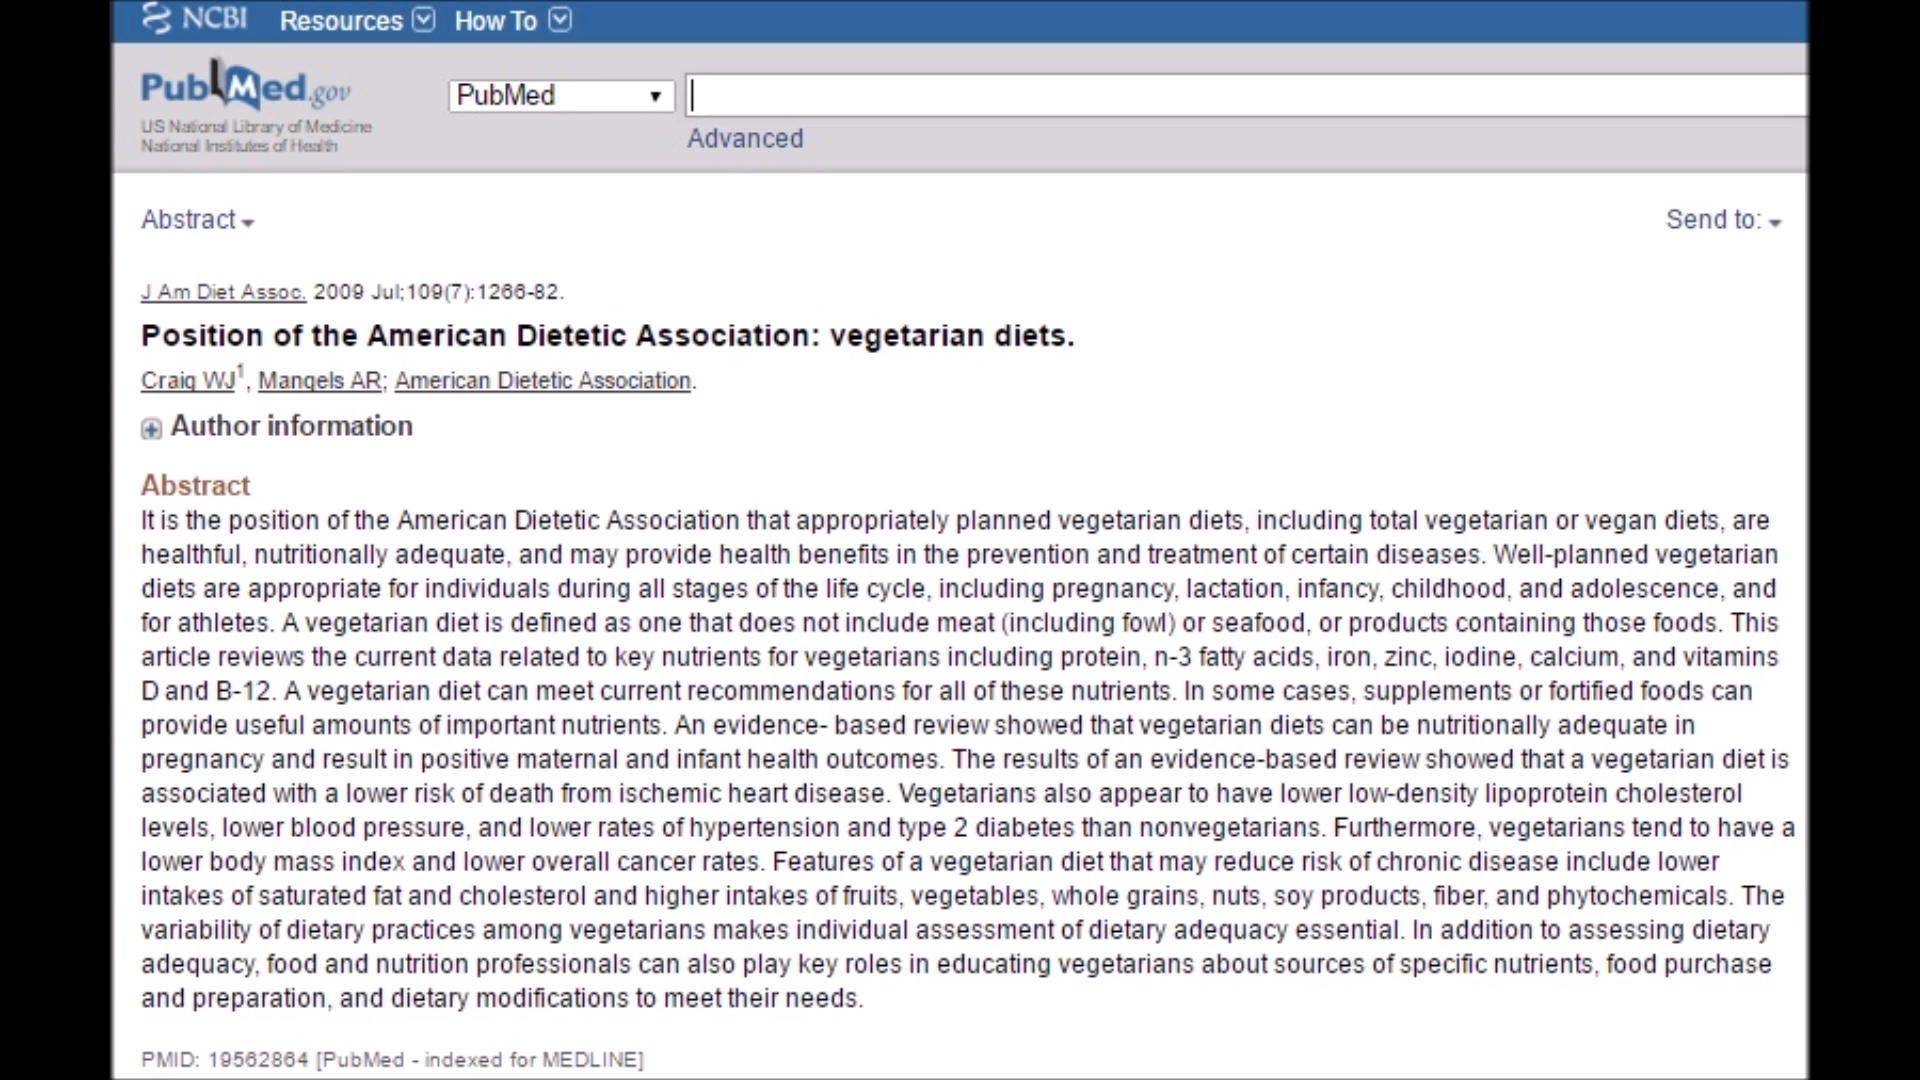 NCBI Resources How To
PubMed.gov
US National Library of Medicine
National Institutes of Health
PubMed
Advanced
Abstract Send to:
J Am Diet Assoc. 2009 Jul;109(7):1266-82.
Position of the American Dietetic Association: vegetarian diets.
Craig WJ1, Mangels AR; American Dietetic Association.
Author information
Abstract
It is the position of the American Dietetic Association that appropriately planned vegetarian diets, including total vegetarian or vegan diets, are
healthful, nutritionally adequate, and may provide health benefits in the prevention and treatment of certain diseases. Well-planned vegetarian
diets are appropriate for individuals during all stages of the life cycle, including pregnancy, lactation, infancy, childhood, and adolescence, and
for athletes. A vegetarian diet is defined as one that does not include meat (including fowl) or seafood, or products containing those foods. This
article reviews the current data related to key nutrients for vegetarians including protein, n-3 fatty acids, iron, zinc, iodine, calcium, and vitamins
D and B-12. A vegetarian diet can meet current recommendations for all of these nutrients. In some cases, supplements or fortified foods can
provide useful amounts of important nutrients. An evidence- based review showed that vegetarian diets can be nutritionally adequate in
pregnancy and result in positive maternal and infant health outcomes. The results of an evidence-based review showed that a vegetarian diet is
associated with a lower risk of death from ischemic heart disease. Vegetarians also appear to have lower low-density lipoprotein cholesterol
levels, lower blood pressure, and lower rates of hypertension and type 2 diabetes than nonvegetarians. Furthermore, vegetarians tend to have a
lower body mass index and lower overall cancer rates. Features of a vegetarian diet that may reduce risk of chronic disease include lower
intakes of saturated fat and cholesterol and higher intakes of fruits, vegetables, whole grains, nuts, soy products, fiber, and phytochemicals. The
variability of dietary practices among vegetarians makes individual assessment of dietary adequacy essential. In addition to assessing dietary
adequacy, food and nutrition professionals can also play key roles in educating vegetarians about sources of specific nutrients, food purchase
and preparation, and dietary modifications to meet their needs.
PMID: 19562864 [PubMed - indexed for MEDLINE]